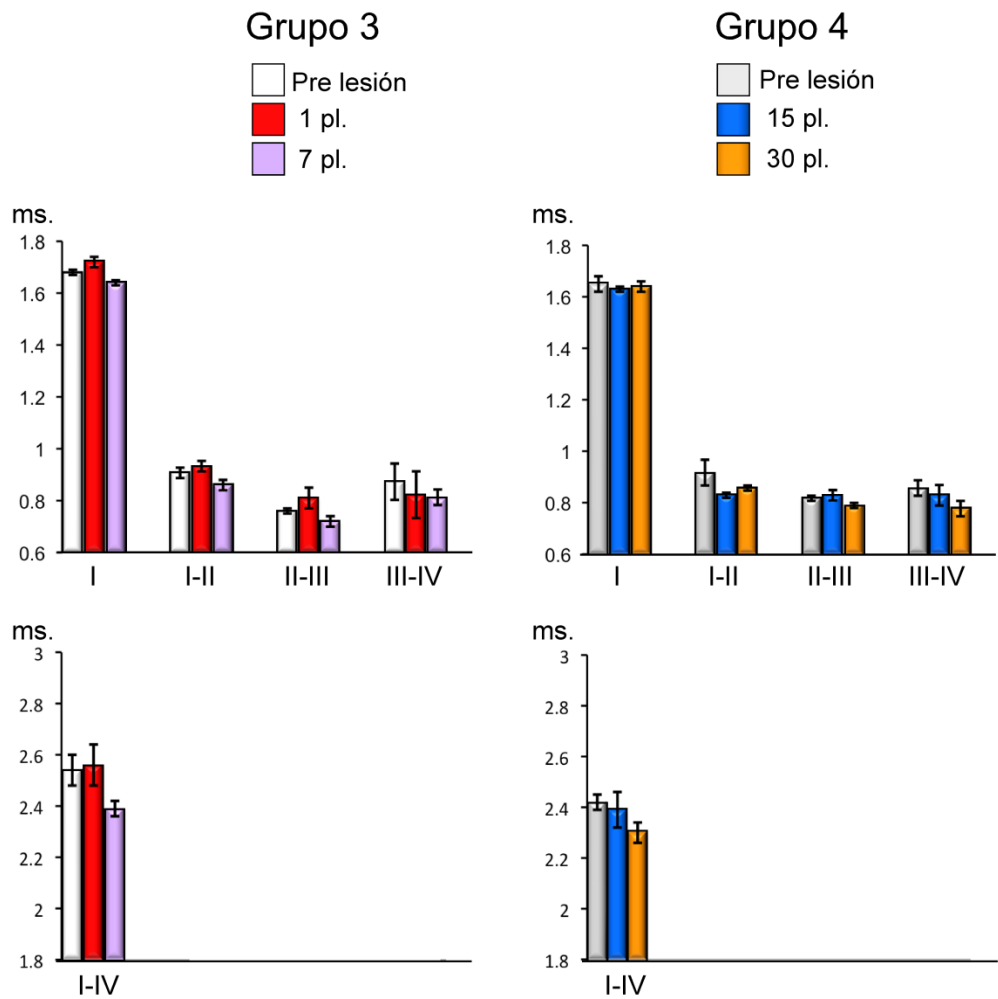 Grupo 3
Pre lesión
1 pl.
7 pl.
Grupo 4
Pre lesión
15 pl.
30 pl.
ms.
1.8
1.6
1.4
1.2
1
0.8
0.6
I I-II II-III III-IV
ms.
1.8
1.6
1.4
1.2
1
0.8
0.6
I I-II II-III III-IV
ms.
3
2.8
2.6
2.4
2.2
2
1.8
I-IV
ms.
3
2.8
2.6
2.4
2.2
2
1.8
I-IV